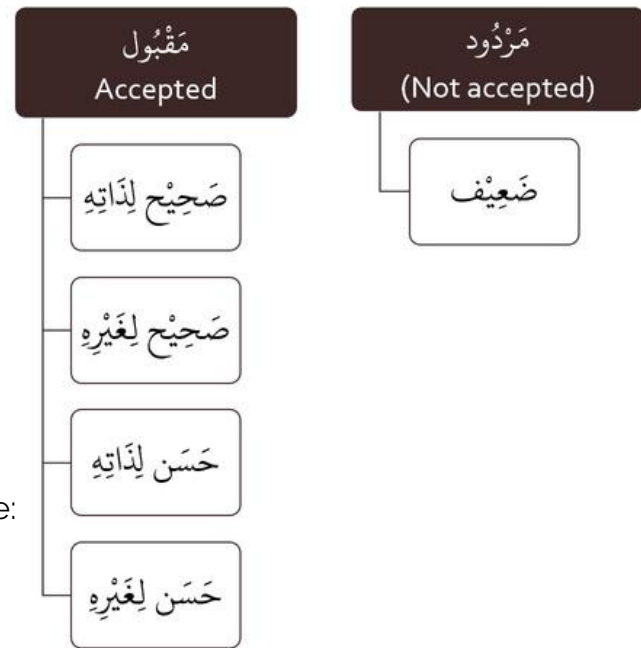 مَقْبُول
Accepted
صَحِيْح لِذَاتِهِ
صَحِيْح لِغَيْرِهِ
حَسَن لِذَاتِهِ
حَسَن لِغَيْرِهِ
مَرْدُود
(Not accepted)
ضَعِيْف
e: